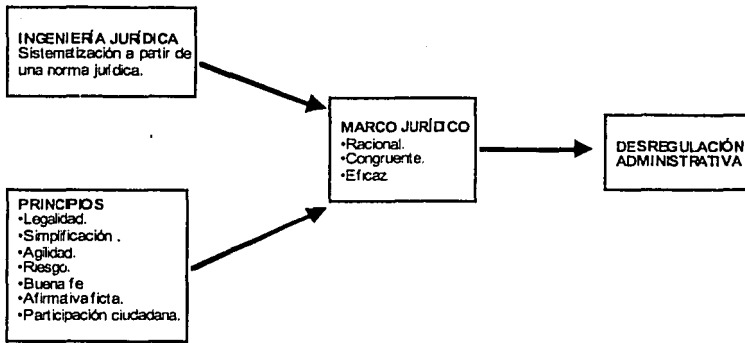 INGENIERÍA JURÍDICA
Sistematización a partir de
una norma jurídica.
MARCO JURÍDICO
•Racional.
•Congruente.
•Eficaz
DESREGULACIÓN
ADMINISTRATIVA
PRINCIPIOS
•Legalidad.
•Simplificación .
•Agilidad.
•Riesgo.
•Buena fe
•Afirmativa ficta.
•Participación ciudadana.